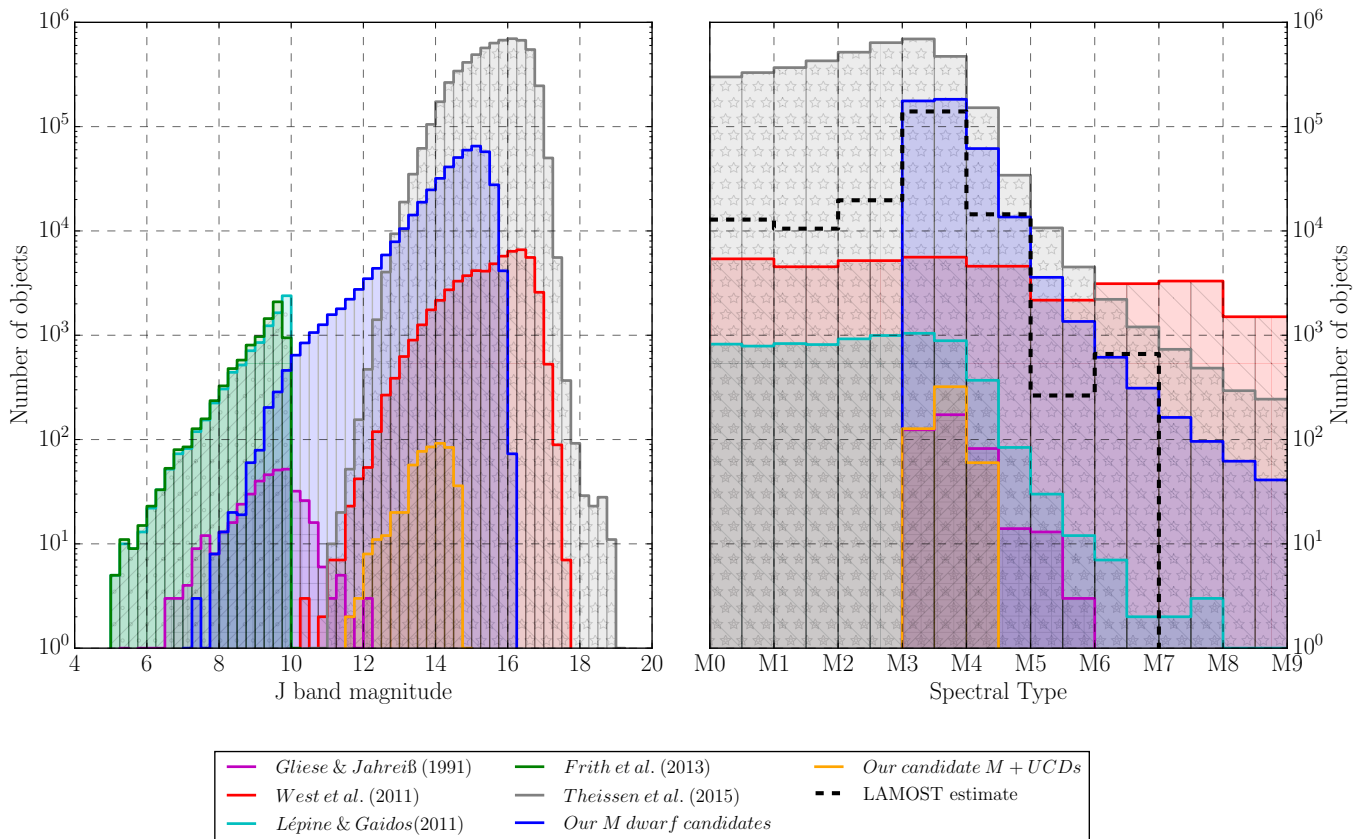 10^6
10^5
10^4
10^3
10^2
10^1
10^0
Number of objects
4 6 8 10 12 14 16 18 20
J band magnitude
10^6
10^5
10^4
10^3
10^2
10^1
10^0
Number of objects
M0 M1 M2 M3 M4 M5 M6 M7 M8 M9
Spectral Type
Gliese & Jahreiß (1991)
West et al. (2011)
Lépine & Gaidos(2011)
Frith et al. (2013)
Theissen et al. (2015)
Our M dwarf candidates
Our candidate M + UCDs
LAMOST estimate